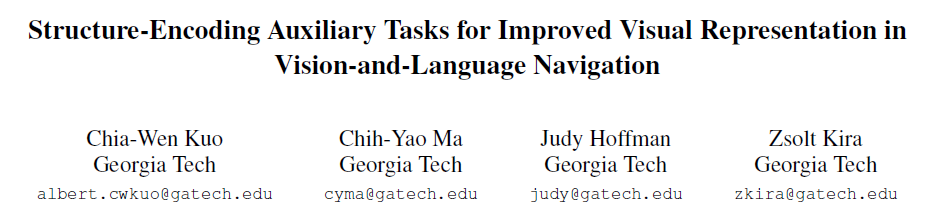 Structure-Encoding Auxiliary Tasks for Improved Visual Representation in
Vision-and-Language Navigation
Chia-Wen Kuo
Georgia Tech
albert.cwkuo@gatech.edu
Chih-Yao Ma
Georgia Tech
cyma@gatech.edu
Judy Hoffman
Georgia Tech
judy@gatech.edu
Zsolt Kira
Georgia Tech
zkira@gatech.edu